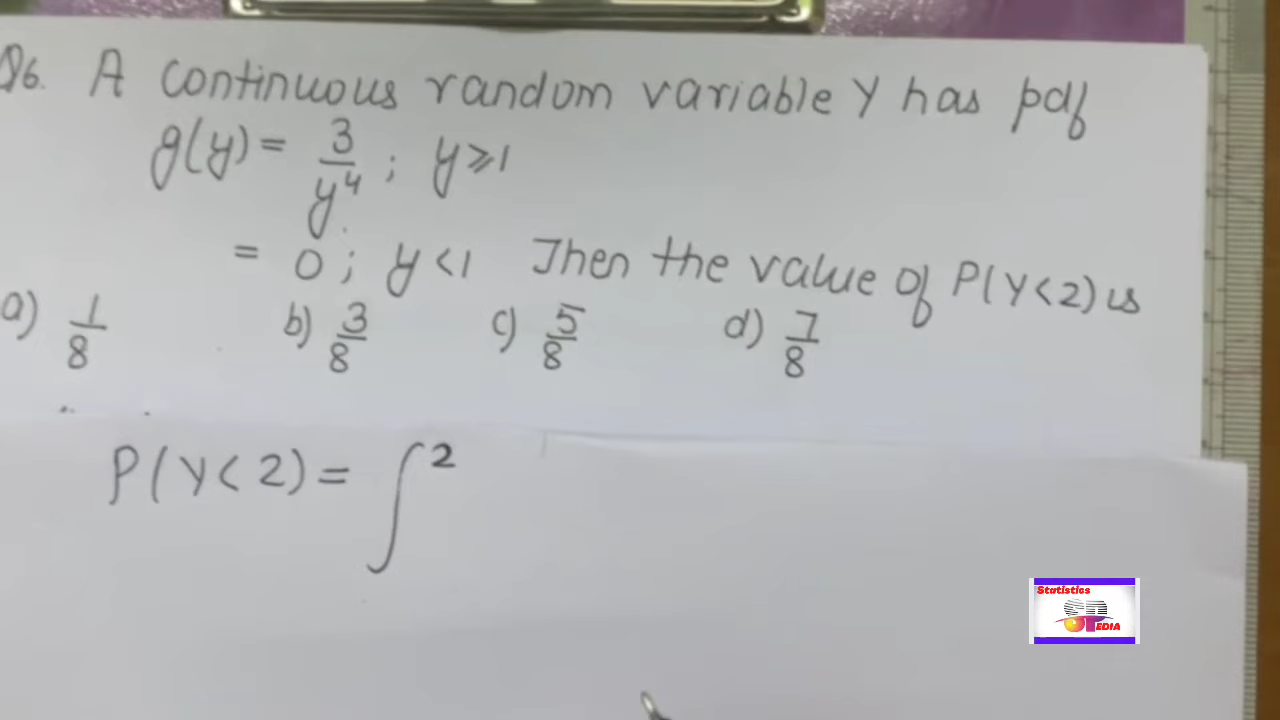 Q6. A continuous random variable Y has pdf
g(y) = 3/y⁴ ; y ≥ 1
= 0 ; y < 1 Then the value of P(Y < 2) is
a) 1/8 b) 3/8 c) 5/8 d) 7/8
P(Y < 2) = ∫²
Statistics
EDIA